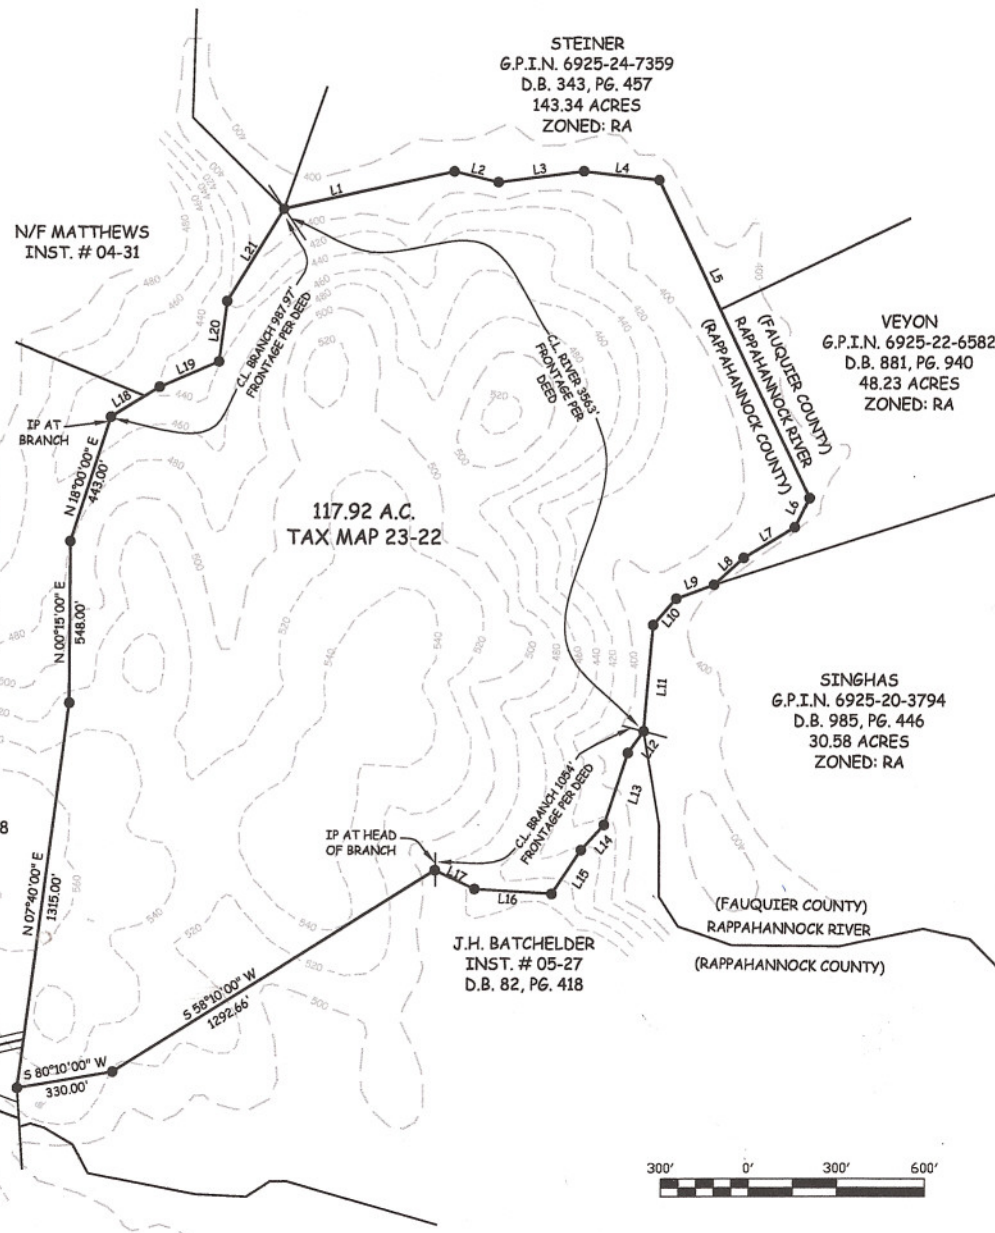 STEINER
G.P.I.N. 6925-24-7359
D.B. 343, PG. 457
143.34 ACRES
ZONED: RA
N/F MATTHEWS
INST. # 04-31
VEYON
G.P.I.N. 6925-22-6582
D.B. 881, PG. 940
48.23 ACRES
ZONED: RA
L1
L2
L3
L4
L5
L21
L20
L19
L18
IP AT
BRANCH
C.L. BRANCH 987.97'
FRONTAGE PER DEED
C.L. RIVER 3563'
FRONTAGE PER
DEED
(FAUQUIER COUNTY)
RAPPAHANNOCK RIVER
(RAPPAHANNOCK COUNTY)
N 18°00'00" E
443.00'
117.92 A.C.
TAX MAP 23-22
L6
L7
L8
L9
L10
L11
N 00°15'00" E
548.00'
SINGHAS
G.P.I.N. 6925-20-3794
D.B. 985, PG. 446
30.58 ACRES
ZONED: RA
L12
L13
L14
L15
L16
L17
C.L. BRANCH 1054'
FRONTAGE PER DEED
IP AT HEAD
OF BRANCH
8
N 07°40'00" E
1315.00'
(FAUQUIER COUNTY)
RAPPAHANNOCK RIVER
(RAPPAHANNOCK COUNTY)
J.H. BATCHELDER
INST. # 05-27
D.B. 82, PG. 418
S 58°10'00" W
1292.66'
S 80°10'00" W
330.00'
300' 0' 300' 600'